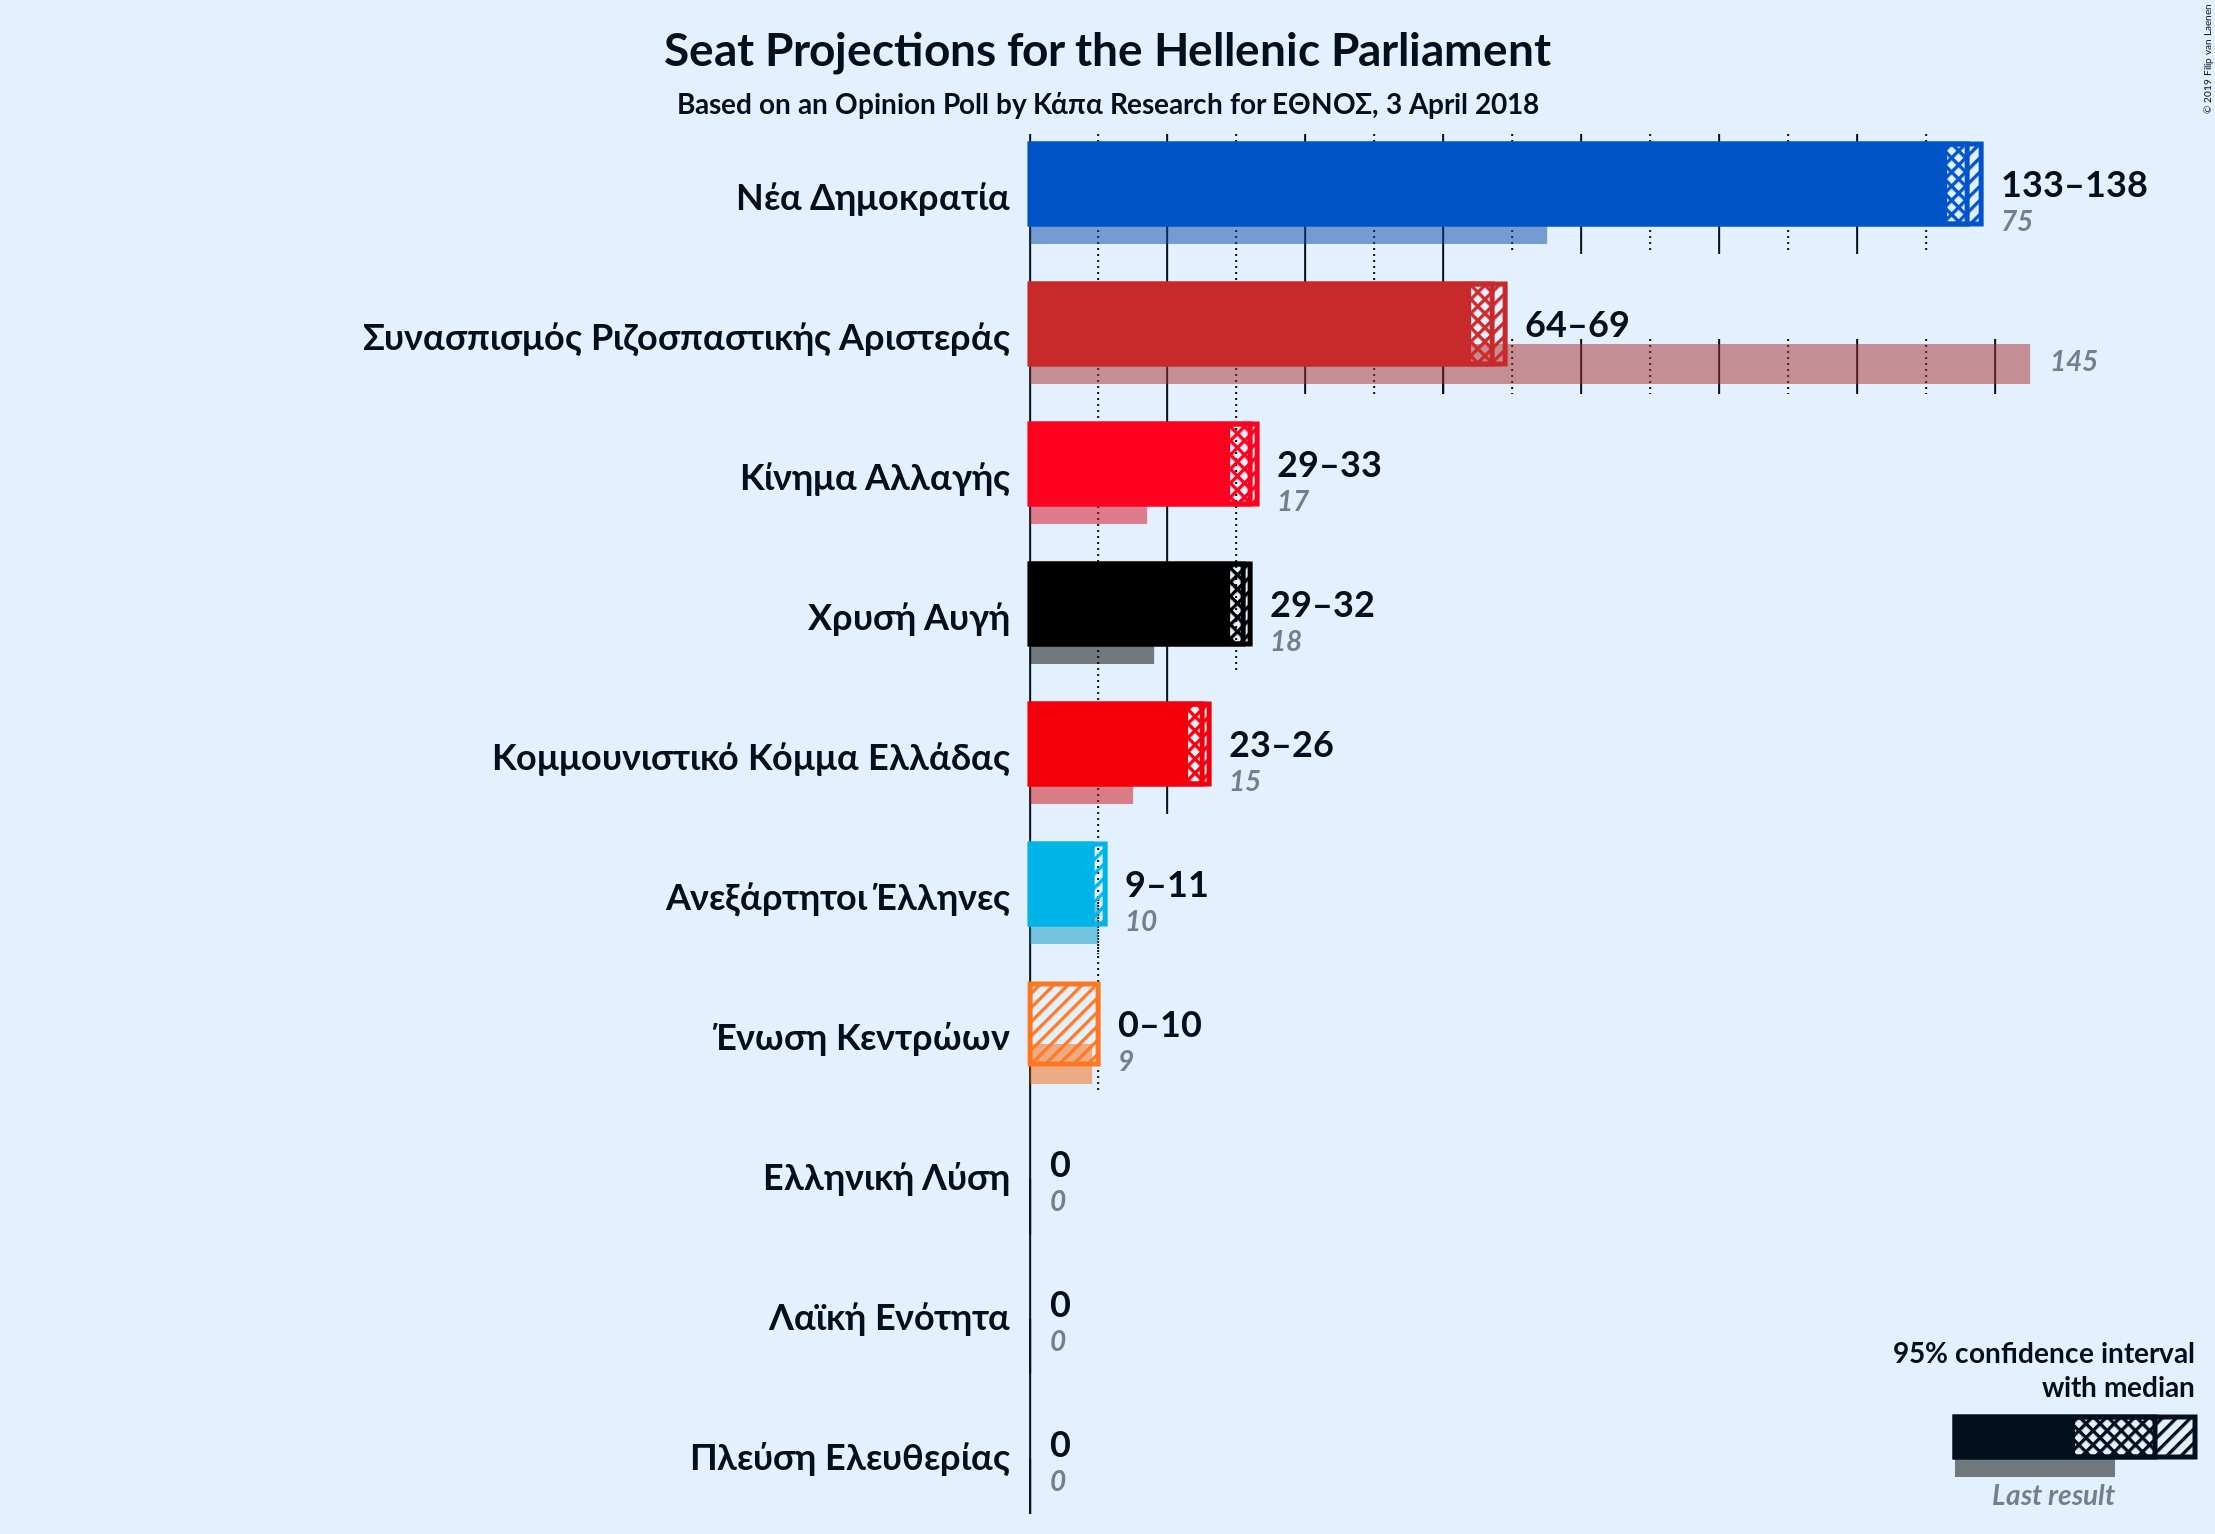 Seat Projections for the Hellenic Parliament
Based on an Opinion Poll by Κάπα Research for ΕΘΝΟΣ, 3 April 2018
© 2019 Filip van Laenen
Νέα Δημοκρατία
133–138
75
Συνασπισμός Ριζοσπαστικής Αριστεράς
64–69
145
Κίνημα Αλλαγής
29–33
17
Χρυσή Αυγή
29–32
18
Κομμουνιστικό Κόμμα Ελλάδας
23–26
15
Ανεξάρτητοι Έλληνες
9–11
10
Ένωση Κεντρώων
0–10
9
Ελληνική Λύση
0
0
Λαϊκή Ενότητα
0
0
Πλεύση Ελευθερίας
0
0
95% confidence interval
with median
Last result